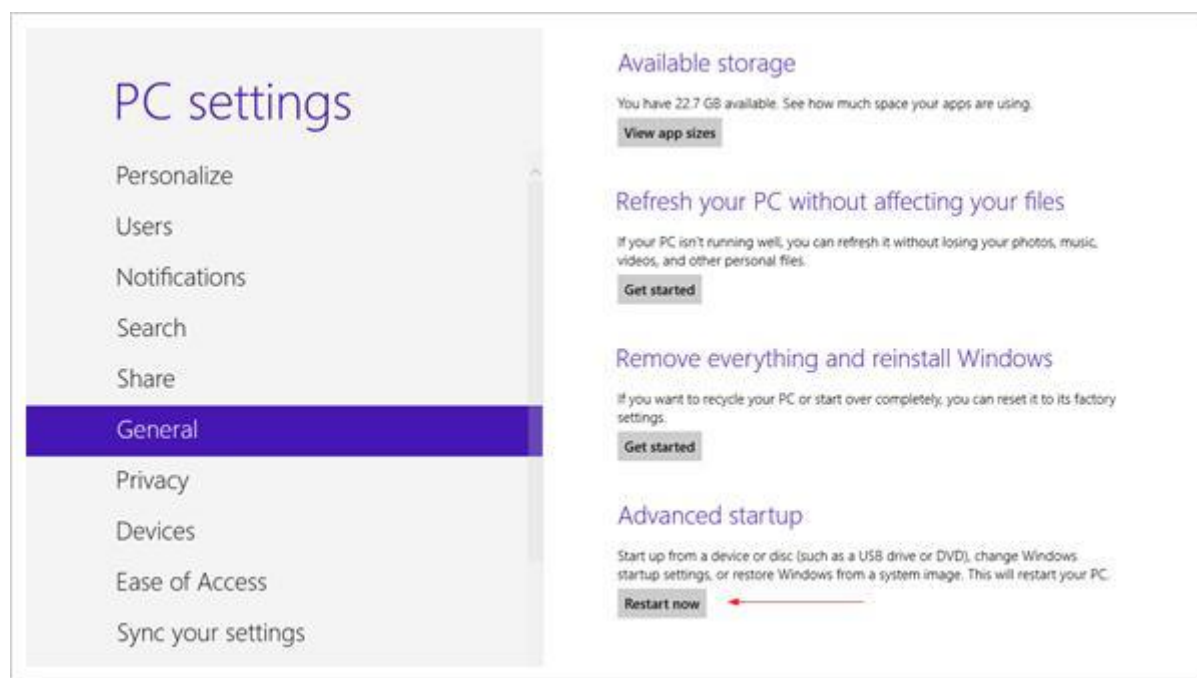 PC settings
Personalize
Users
Notifications
Search
Share
General
Privacy
Devices
Ease of Access
Sync your settings
Available storage
You have 22.7 GB available. See how much space your apps are using.
View app sizes
Refresh your PC without affecting your files
If your PC isn't running well, you can refresh it without losing your photos, music,
videos, and other personal files.
Get started
Remove everything and reinstall Windows
If you want to recycle your PC or start over completely, you can reset it to its factory
settings.
Get started
Advanced startup
Start up from a device or disc (such as a USB drive or DVD), change Windows
startup settings, or restore Windows from a system image. This will restart your PC.
Restart now